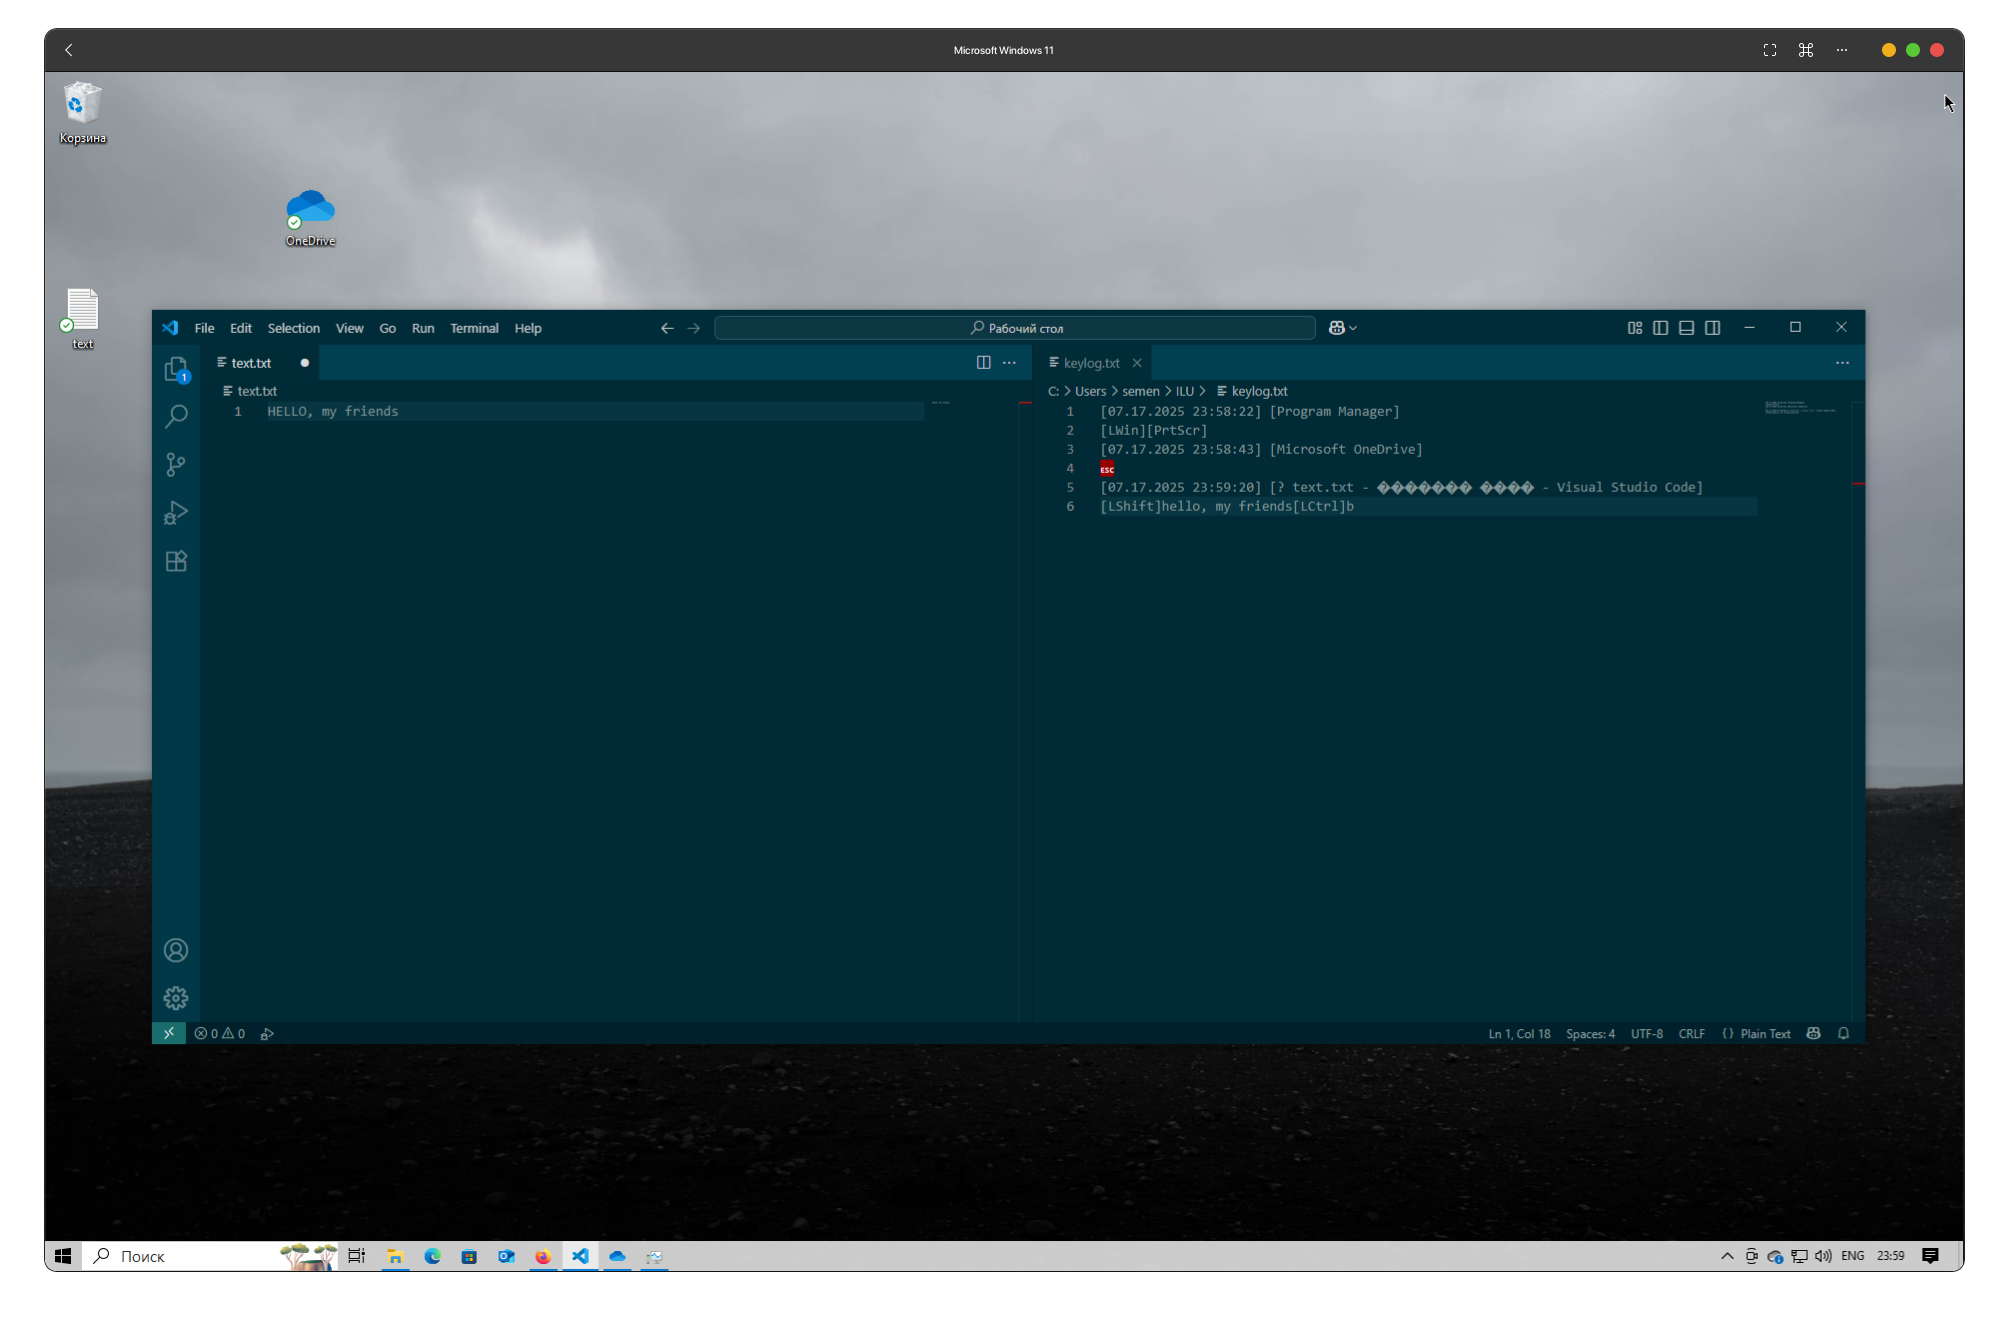 Microsoft Windows 11
Корзина
OneDrive
text
File Edit Selection View Go Run Terminal Help
Рабочий стол
text.txt
keylog.txt
1
text.txt
C: > Users > semen > ILU > keylog.txt
1 HELLO, my friends
1 [07.17.2025 23:58:22] [Program Manager]
2 [LWin][PrtScr]
3 [07.17.2025 23:58:43] [Microsoft OneDrive]
4 ESC
5 [07.17.2025 23:59:20] [? text.txt - ������� ���� - Visual Studio Code]
6 [LShift]hello, my friends[LCtrl]b
0 0
Ln 1, Col 18 Spaces: 4 UTF-8 CRLF {} Plain Text
Поиск
ENG 23:59